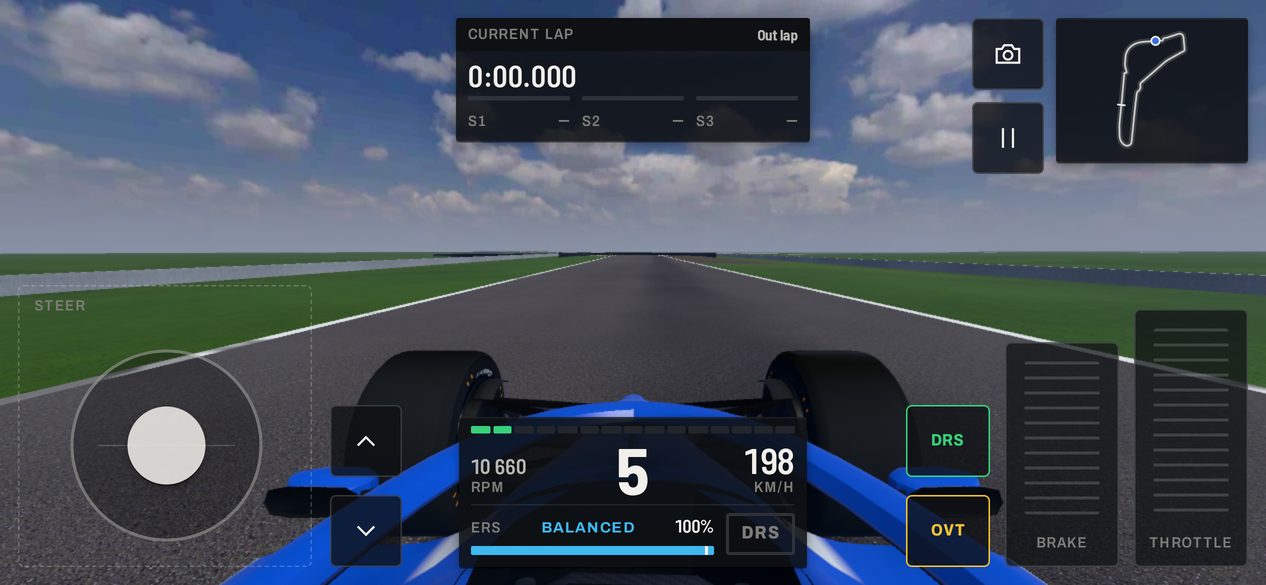 CURRENT LAP
Out lap
0:00.000
S1 – S2 – S3 –
STEER
10 660
RPM
5
198
KM/H
ERS BALANCED 100% DRS
DRS
OVT
BRAKE
THROTTLE